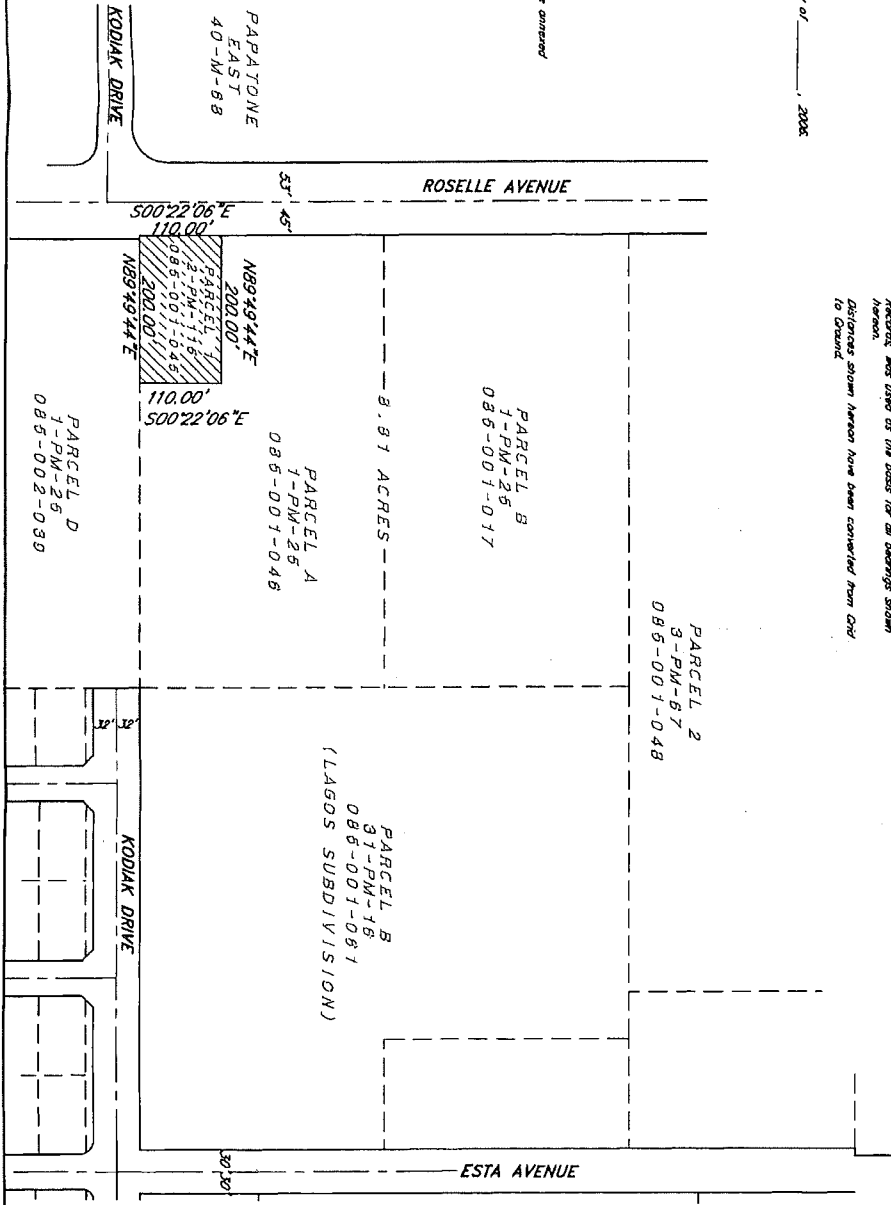 y of ______, 2006.
annexed
Records, was used as the basis for all bearings shown
hereon.
Distances shown hereon have been converted from Grid
to Ground.
PAPATONE
EAST
40-M-68
KODIAK DRIVE
ROSELLE AVENUE
53'
45'
S00°22'06"E
110.00'
N89°49'44"E
200.00'
PARCEL 1
2-PM-116
085-001-045
200.00'
N89°49'44"E
110.00'
S00°22'06"E
PARCEL B
1-PM-25
085-001-017
8.81 ACRES
PARCEL A
1-PM-25
085-001-046
PARCEL D
1-PM-25
085-002-030
PARCEL 2
3-PM-67
085-001-048
PARCEL B
31-PM-16
085-001-061
(LAGOS SUBDIVISION)
32'
32'
KODIAK DRIVE
30'
30'
ESTA AVENUE